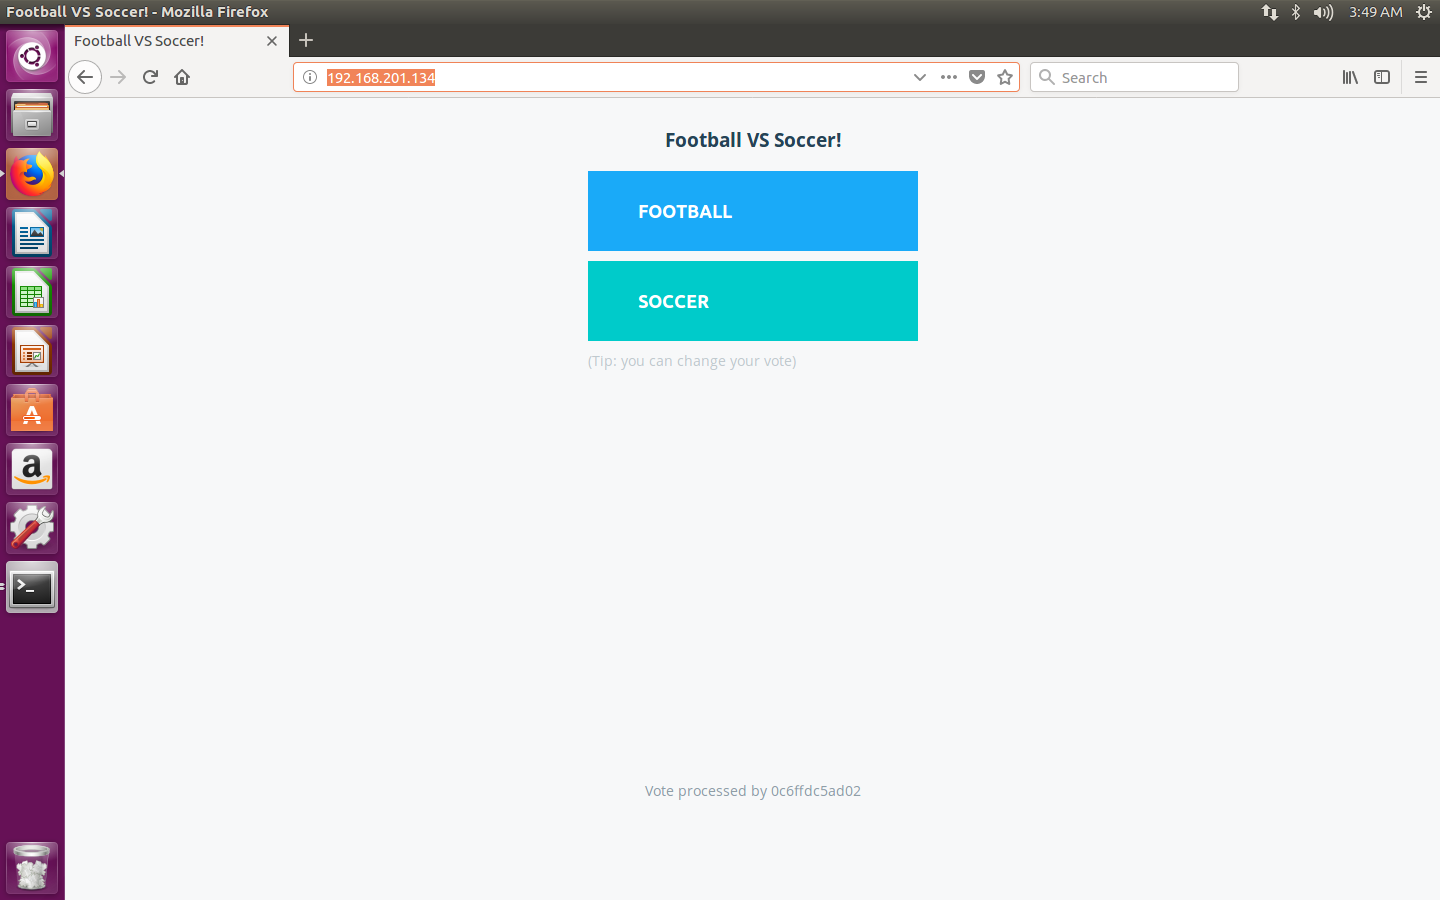 Football VS Soccer! - Mozilla Firefox
3:49 AM
Football VS Soccer!
192.168.201.134
Search
Football VS Soccer!
FOOTBALL
SOCCER
(Tip: you can change your vote)
Vote processed by 0c6ffdc5ad02